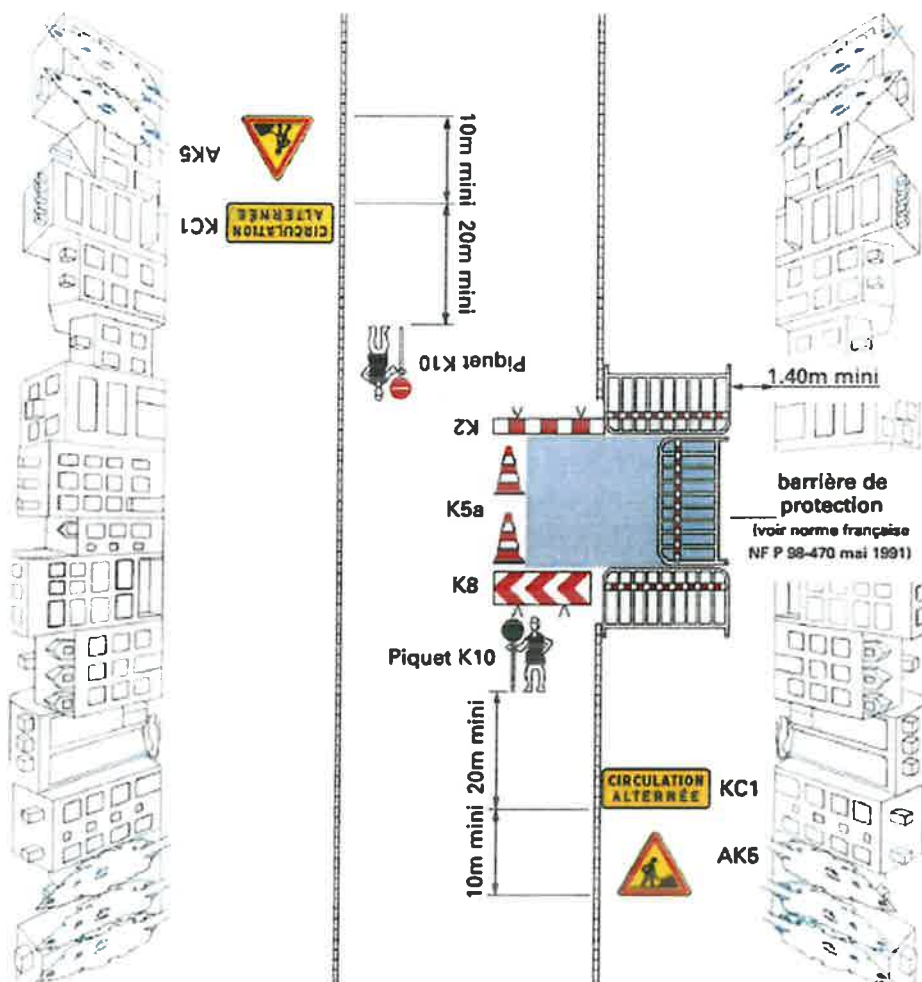 10m mini
AK5
CIRCULATION
ALTERNÉE
KC1
20m mini
Piquet K10
1.40m mini
K2
barrière de
protection
(voir norme française
NF P 98-470 mai 1991)
K5a
K8
Piquet K10
20m mini
CIRCULATION
ALTERNÉE
KC1
10m mini
AK5